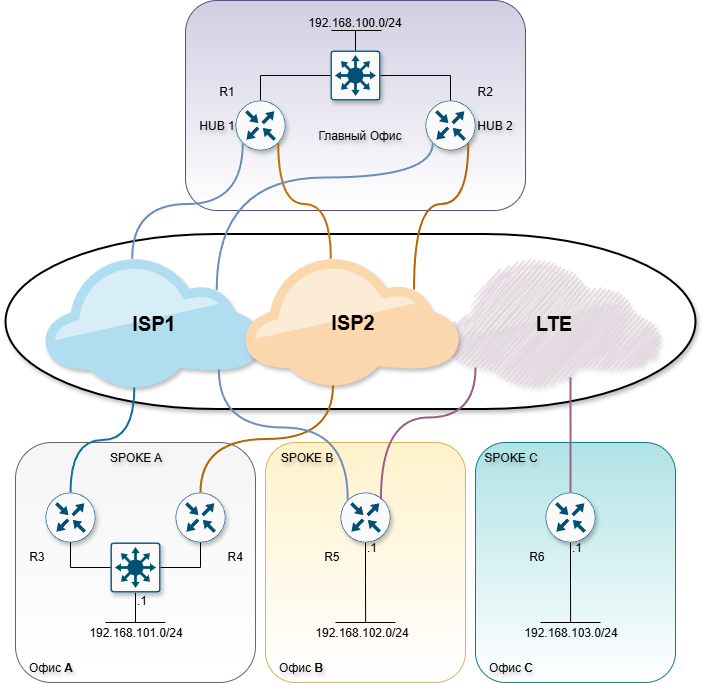 192.168.100.0/24
R1
R2
HUB 1
Главный Офис
HUB 2
ISP1
ISP2
LTE
SPOKE A
SPOKE B
SPOKE C
R3
R4
R5
.1
R6
.1
.1
192.168.101.0/24
192.168.102.0/24
192.168.103.0/24
Офис A
Офис B
Офис C